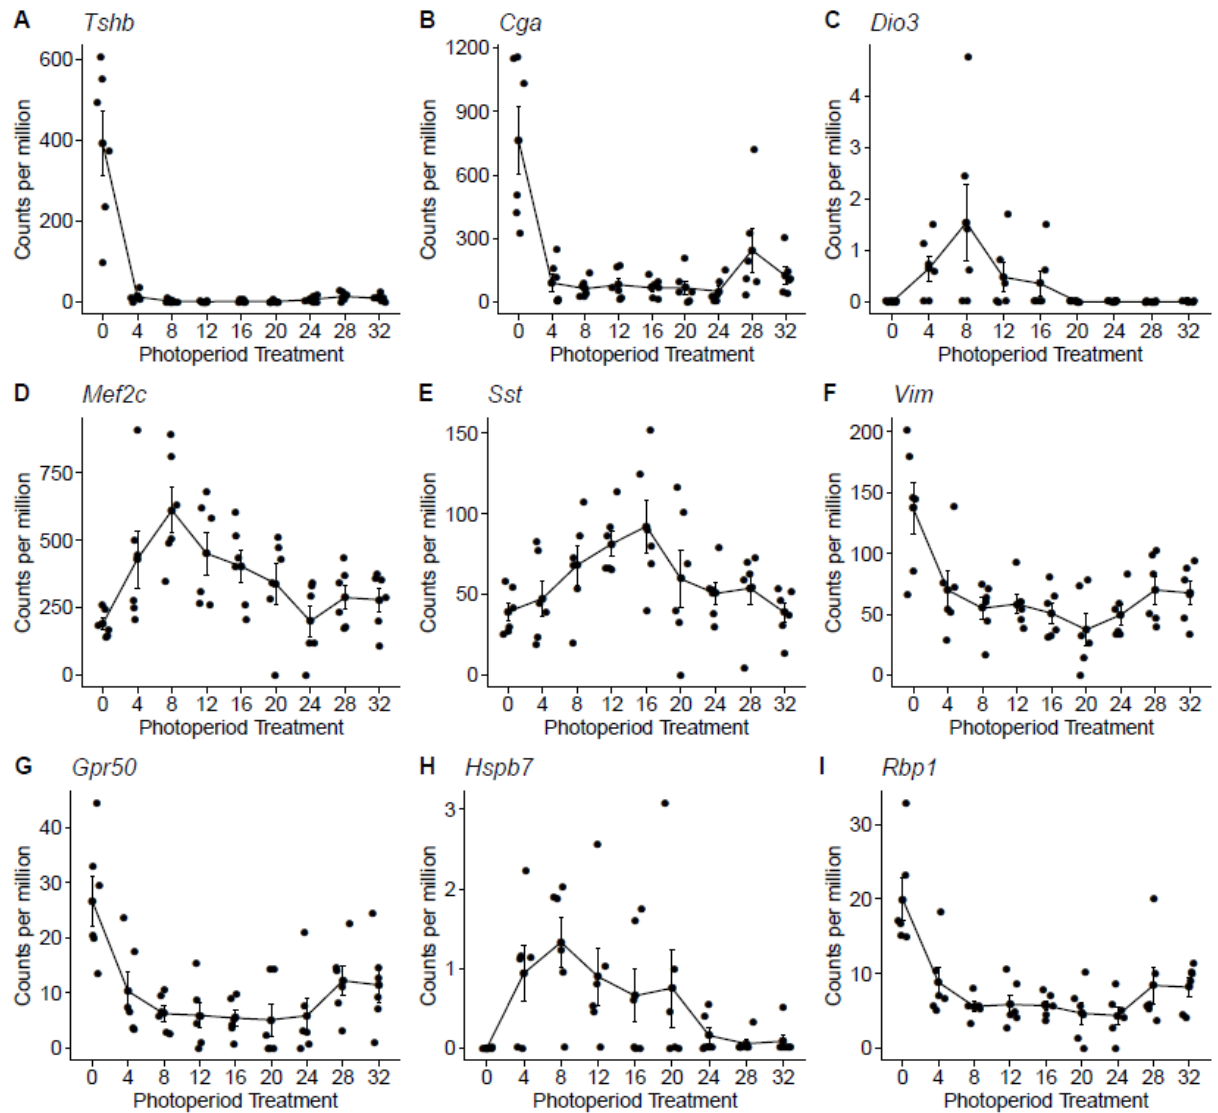 A Tshb B Cga C Dio3
Counts per million
600
400
200
0
0 4 8 12 16 20 24 28 32
Photoperiod Treatment
Counts per million
1200
900
600
300
0
0 4 8 12 16 20 24 28 32
Photoperiod Treatment
Counts per million
4
3
2
1
0
0 4 8 12 16 20 24 28 32
Photoperiod Treatment
D Mef2c E Sst F Vim
Counts per million
750
500
250
0
0 4 8 12 16 20 24 28 32
Photoperiod Treatment
Counts per million
150
100
50
0
0 4 8 12 16 20 24 28 32
Photoperiod Treatment
Counts per million
200
150
100
50
0
0 4 8 12 16 20 24 28 32
Photoperiod Treatment
G Gpr50 H Hspb7 I Rbp1
Counts per million
40
30
20
10
0
0 4 8 12 16 20 24 28 32
Photoperiod Treatment
Counts per million
3
2
1
0
0 4 8 12 16 20 24 28 32
Photoperiod Treatment
Counts per million
30
20
10
0
0 4 8 12 16 20 24 28 32
Photoperiod Treatment